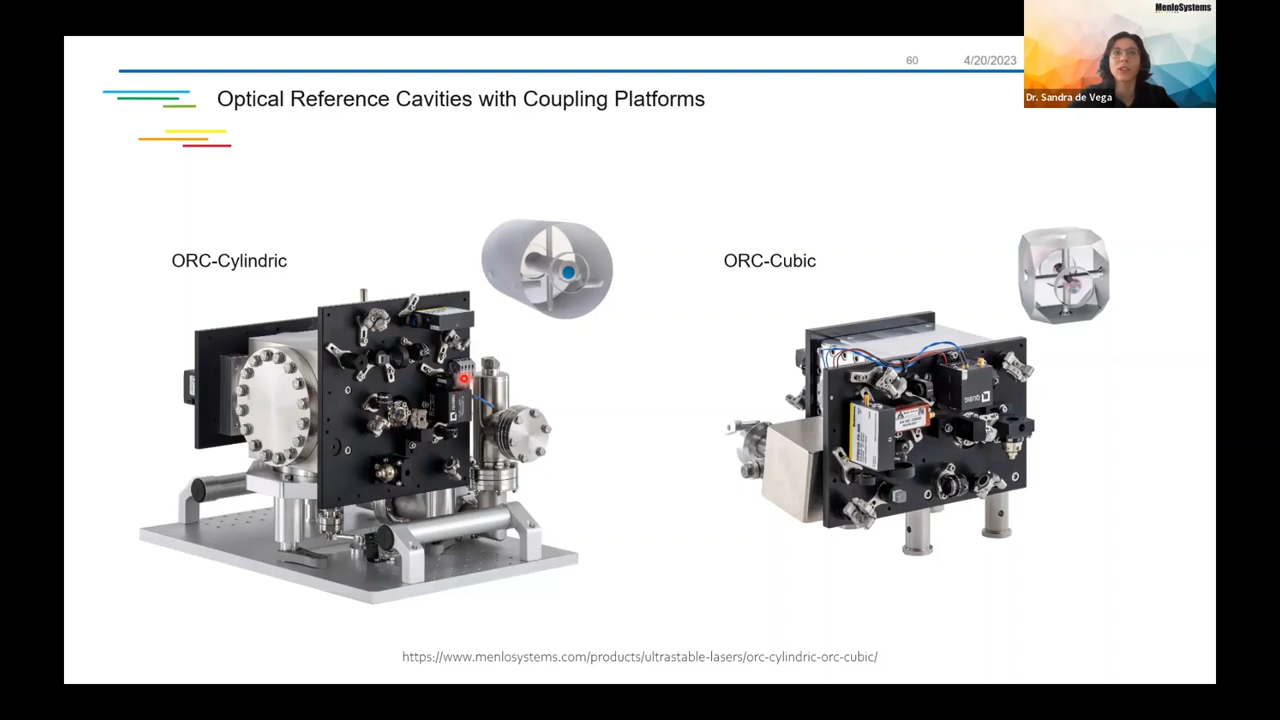 MenloSystems
60
4/20/2023
Dr. Sandra de Vega
Optical Reference Cavities with Coupling Platforms
ORC-Cylindric
ORC-Cubic
https://www.menlosystems.com/products/ultrastable-lasers/orc-cylindric-orc-cubic/